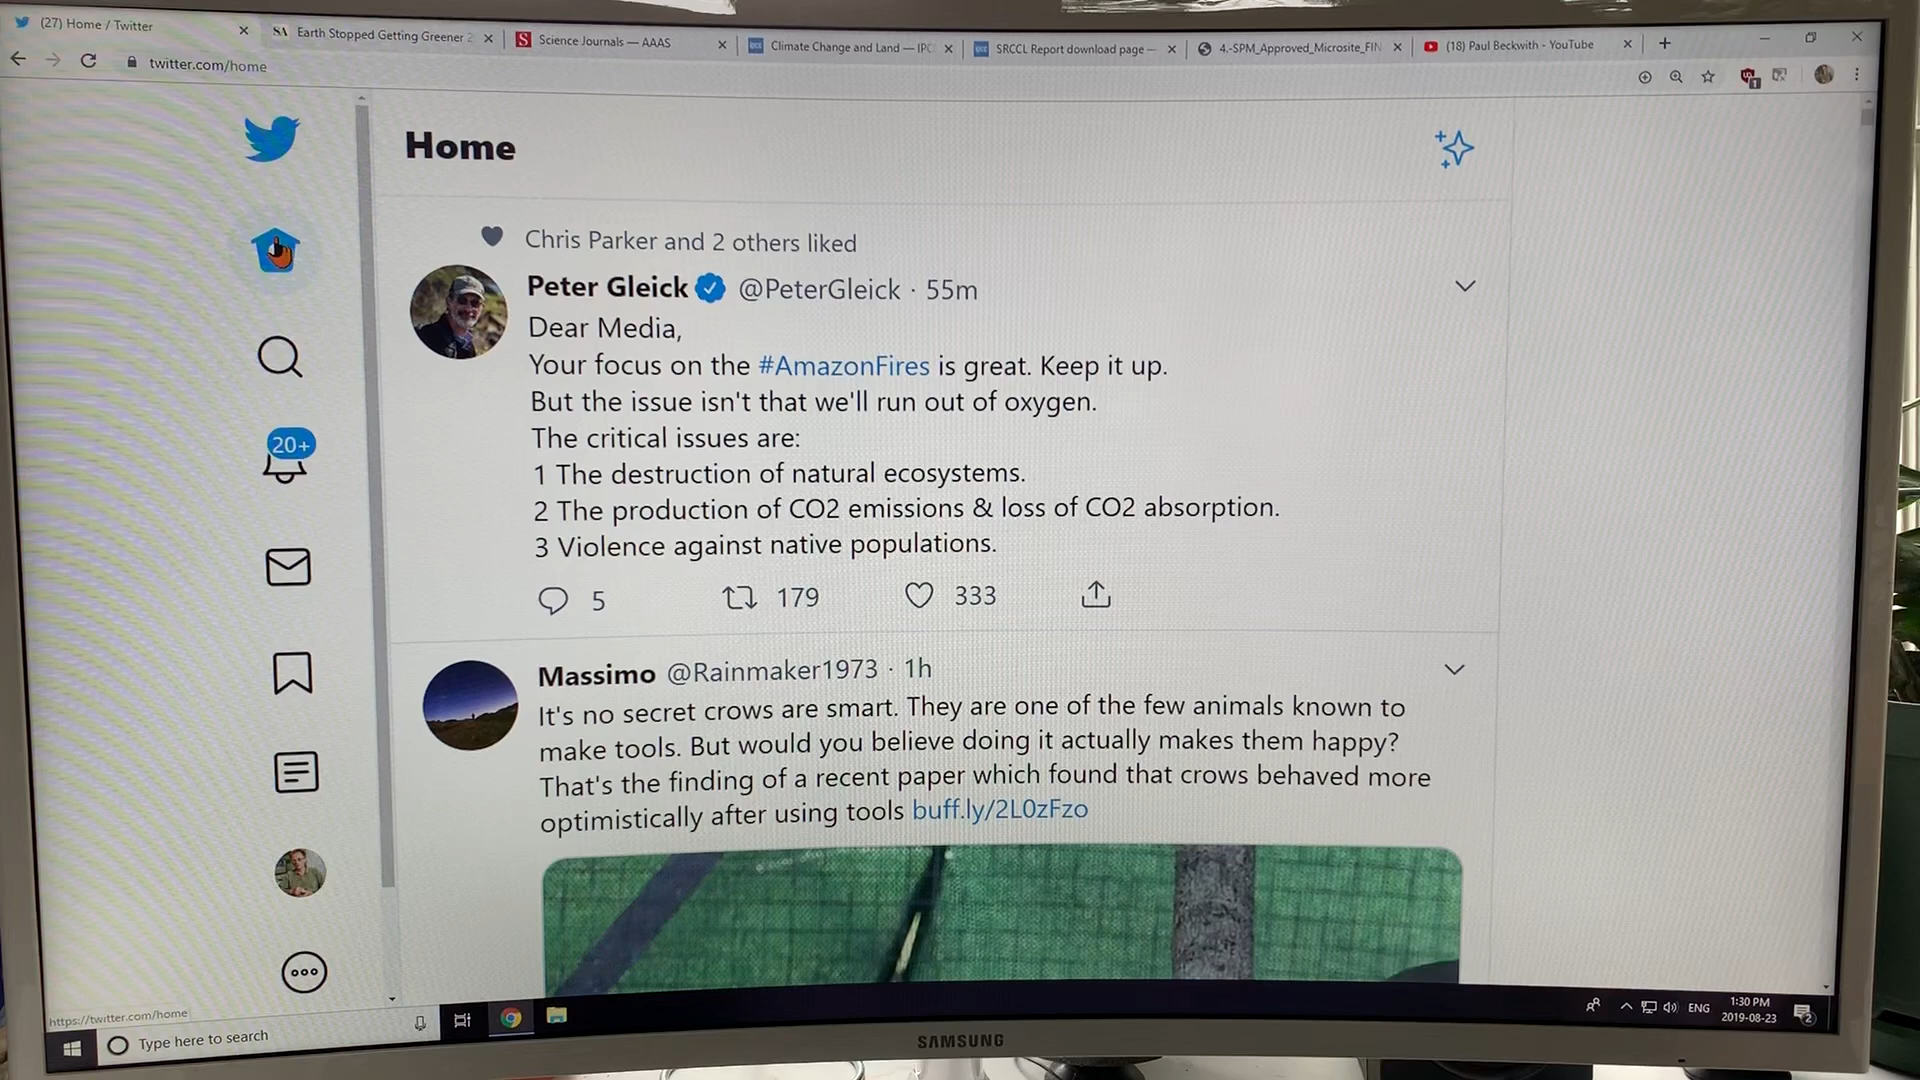 (27) Home / Twitter
Earth Stopped Getting Greener 2
Science Journals — AAAS
Climate Change and Land — IPC
SRCCL Report download page —
4.-SPM_Approved_Microsite_FIN
(18) Paul Beckwith - YouTube
twitter.com/home
Home
Chris Parker and 2 others liked
Peter Gleick @PeterGleick · 55m
Dear Media,
Your focus on the #AmazonFires is great. Keep it up.
But the issue isn't that we'll run out of oxygen.
The critical issues are:
1 The destruction of natural ecosystems.
2 The production of CO2 emissions & loss of CO2 absorption.
3 Violence against native populations.
5 179 333
20+
Massimo @Rainmaker1973 · 1h
It's no secret crows are smart. They are one of the few animals known to
make tools. But would you believe doing it actually makes them happy?
That's the finding of a recent paper which found that crows behaved more
optimistically after using tools buff.ly/2L0zFzo
https://twitter.com/home
Type here to search
ENG
1:30 PM
2019-08-23
2
SAMSUNG